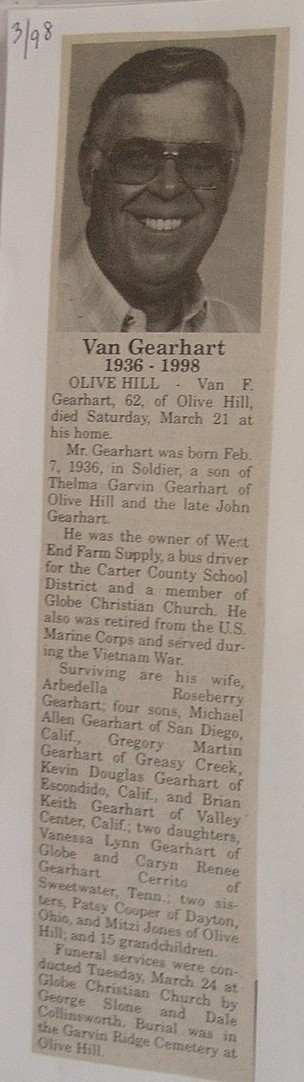 3/98
Van Gearhart
1936 - 1998
OLIVE HILL - Van F.
Gearhart, 62, of Olive Hill,
died Saturday, March 21 at
his home.
Mr. Gearhart was born Feb.
7, 1936, in Soldier, a son of
Thelma Garvin Gearhart of
Olive Hill and the late John
Gearhart.
He was the owner of West
End Farm Supply, a bus driver
for the Carter County School
District and a member of
Globe Christian Church. He
also was retired from the U.S.
Marine Corps and served dur-
ing the Vietnam War.
Surviving are his wife,
Arbedella Roseberry
Gearhart; four sons, Michael
Allen Gearhart of San Diego,
Calif., Gregory Martin
Gearhart of Greasy Creek,
Kevin Douglas Gearhart of
Escondido, Calif., and Brian
Keith Gearhart of Valley
Center, Calif.; two daughters,
Vanessa Lynn Gearhart of
Globe and Caryn Renee
Gearhart Cerrito of
Sweetwater, Tenn.; two sis-
ters, Patsy Cooper of Dayton,
Ohio, and Mitzi Jones of Olive
Hill; and 15 grandchildren.
Funeral services were con-
ducted Tuesday, March 24 at
Globe Christian Church by
George Slone and Dale
Collinsworth. Burial was in
the Garvin Ridge Cemetery at
Olive Hill.